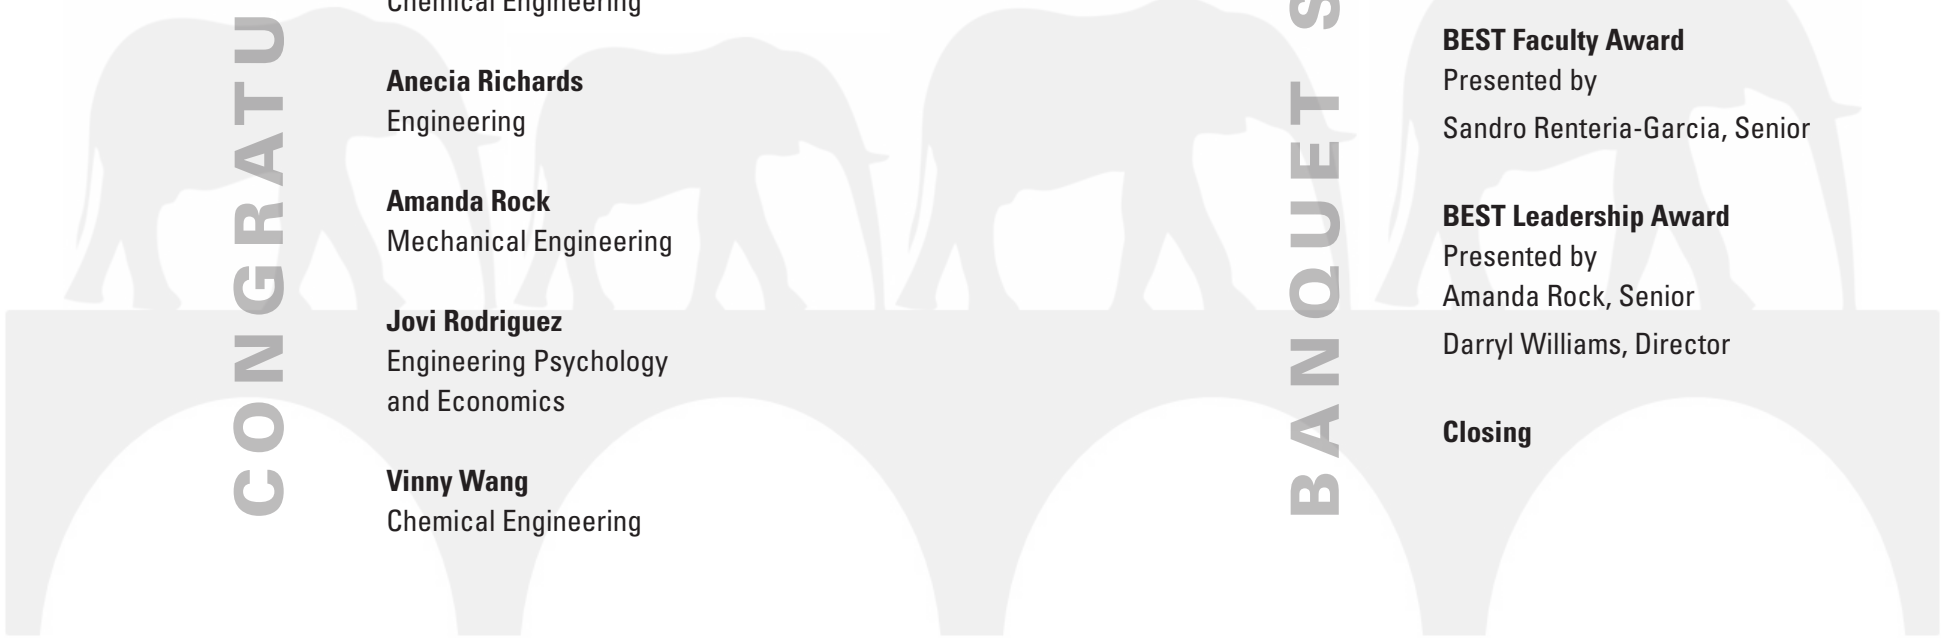 Chemical Engineering
Anecia Richards
Engineering
Amanda Rock
Mechanical Engineering
Jovi Rodriguez
Engineering Psychology
and Economics
Vinny Wang
Chemical Engineering
CONGRATU
BANQUET S
BEST Faculty Award
Presented by
Sandro Renteria-Garcia, Senior
BEST Leadership Award
Presented by
Amanda Rock, Senior
Darryl Williams, Director
Closing